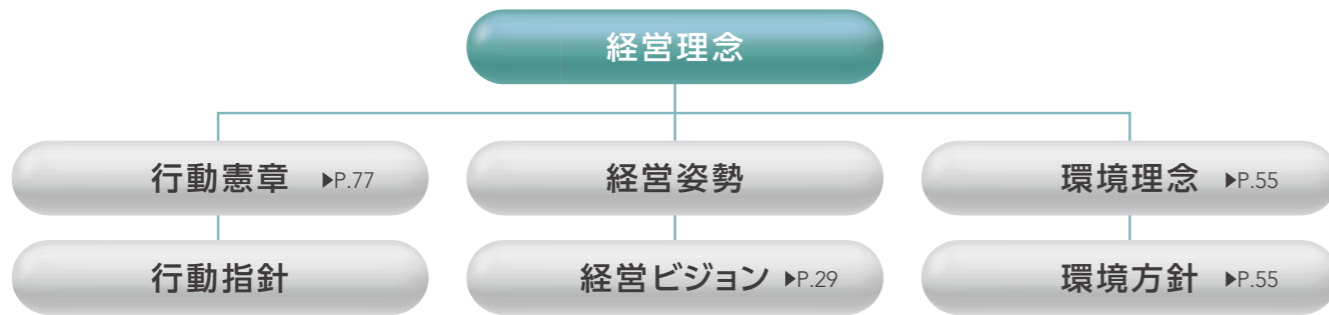 経営理念
行動憲章 ▶P.77
経営姿勢
環境理念 ▶P.55
行動指針
経営ビジョン ▶P.29
環境方針 ▶P.55